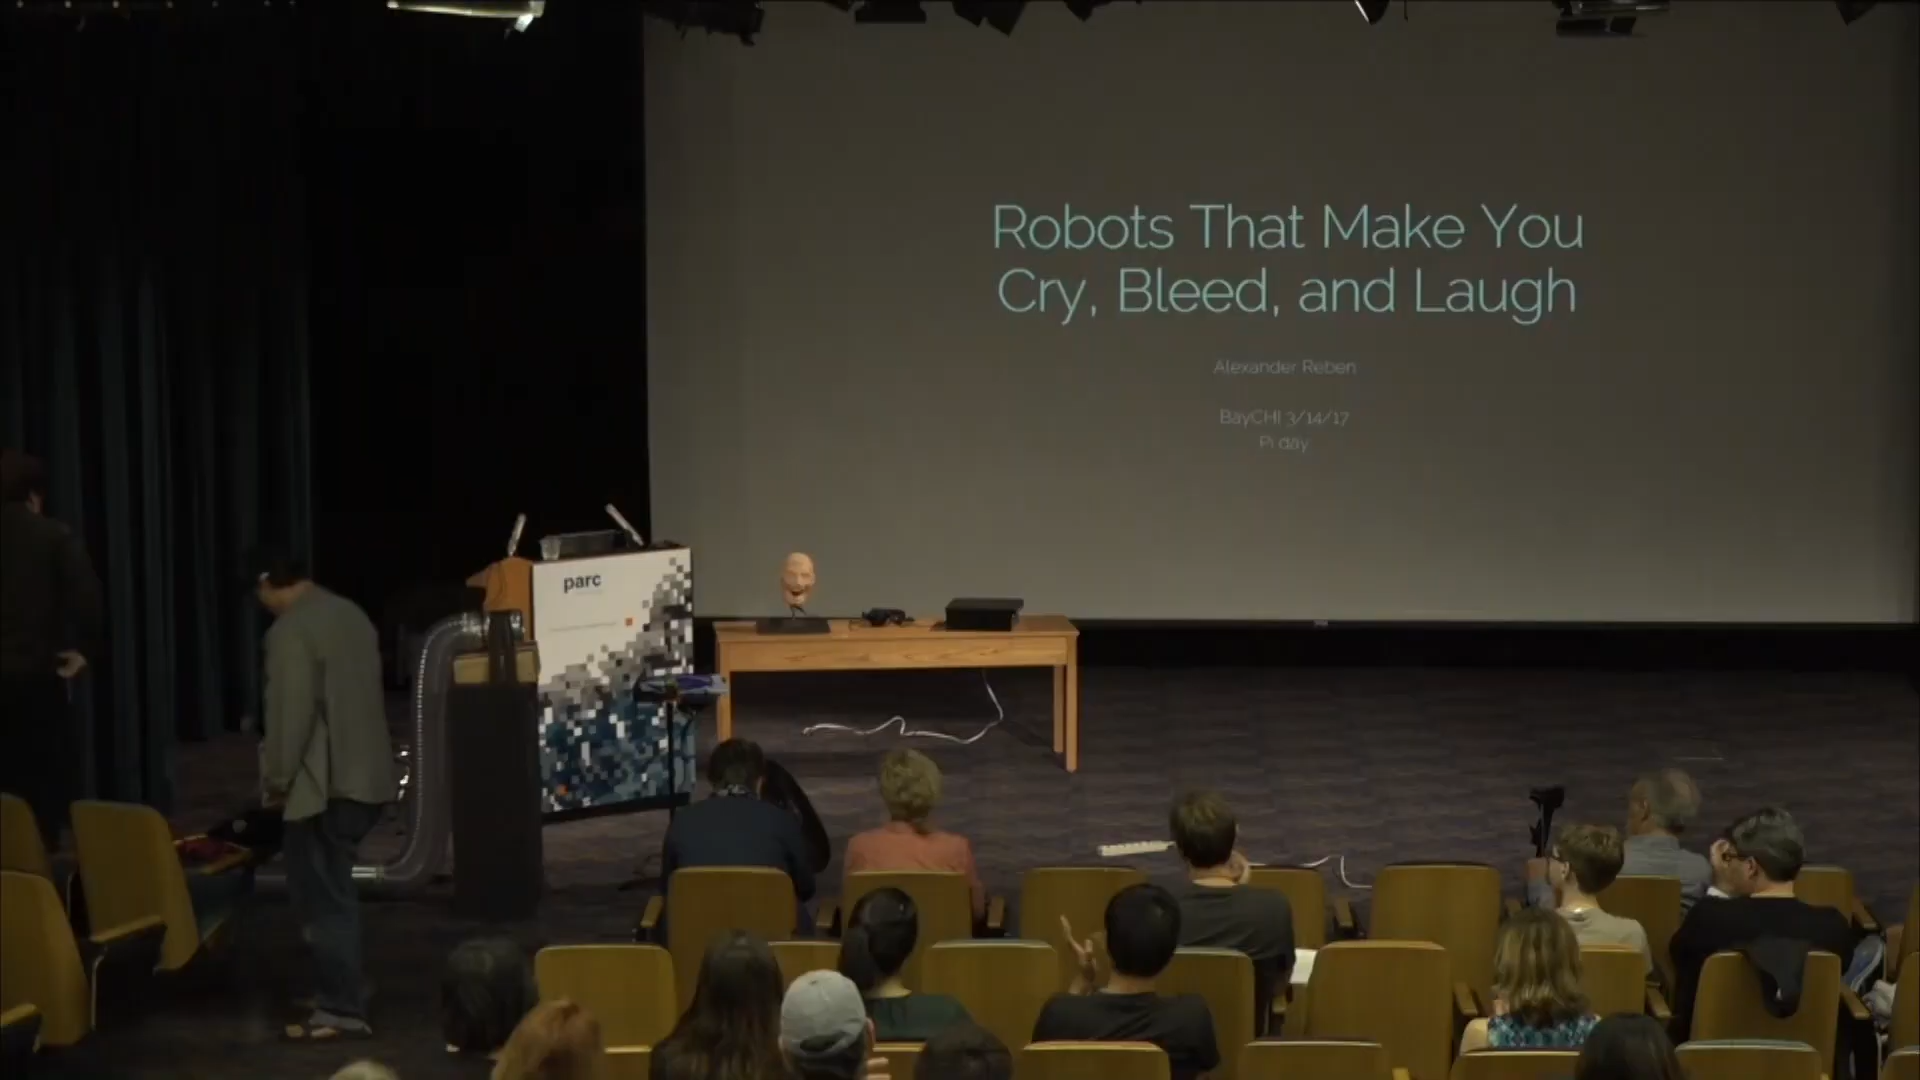 Robots That Make You
Cry, Bleed, and Laugh
Alexander Reben
BayCHI 3/14/17
Pi day
parc